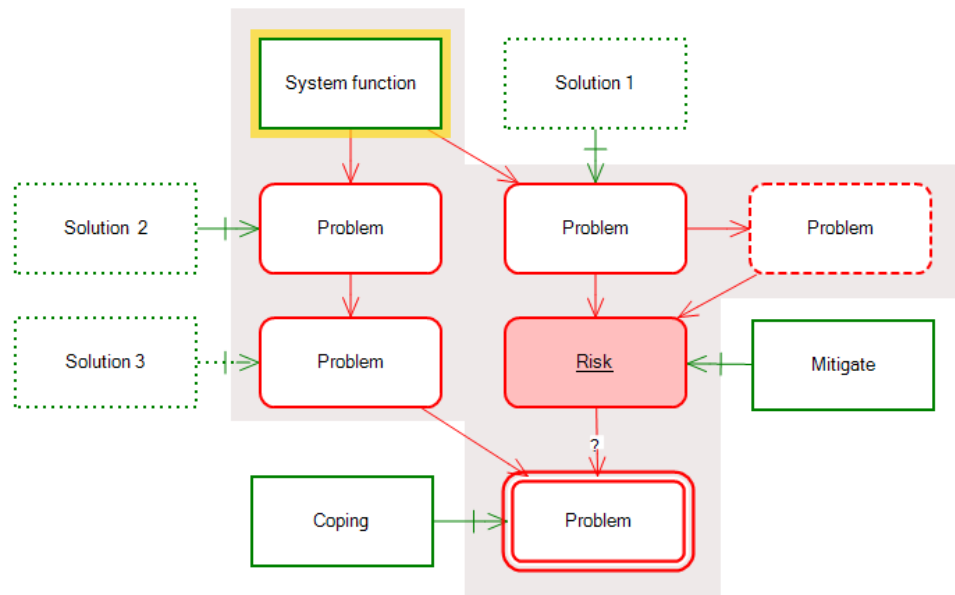 System function
Solution 1
Solution 2
Problem
Problem
Problem
Solution 3
Problem
Risk
Mitigate
?
Coping
Problem